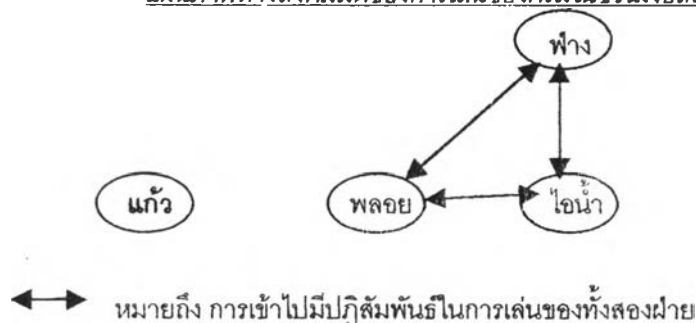 ฟ่าง
แก้ว
พลอย
ไอน้ำ
หมายถึง การเข้าไปมีปฏิสัมพันธ์ในการเล่นของทั้งสองฝ่าย